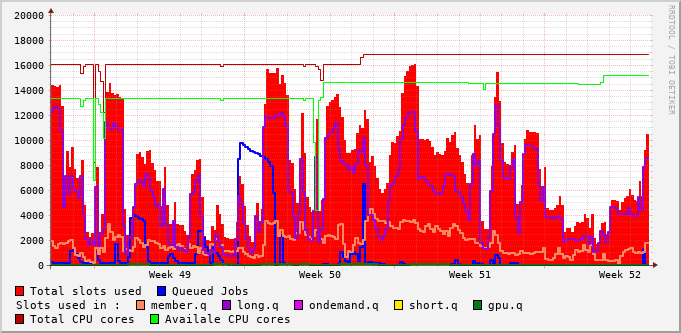 20000
18000
16000
14000
12000
10000
8000
6000
4000
2000
0
Week 49 Week 50 Week 51 Week 52
RRDTOOL / TOBI OETIKER
Total slots used Queued Jobs
Slots used in : member.q long.q ondemand.q short.q gpu.q
Total CPU cores Availale CPU cores